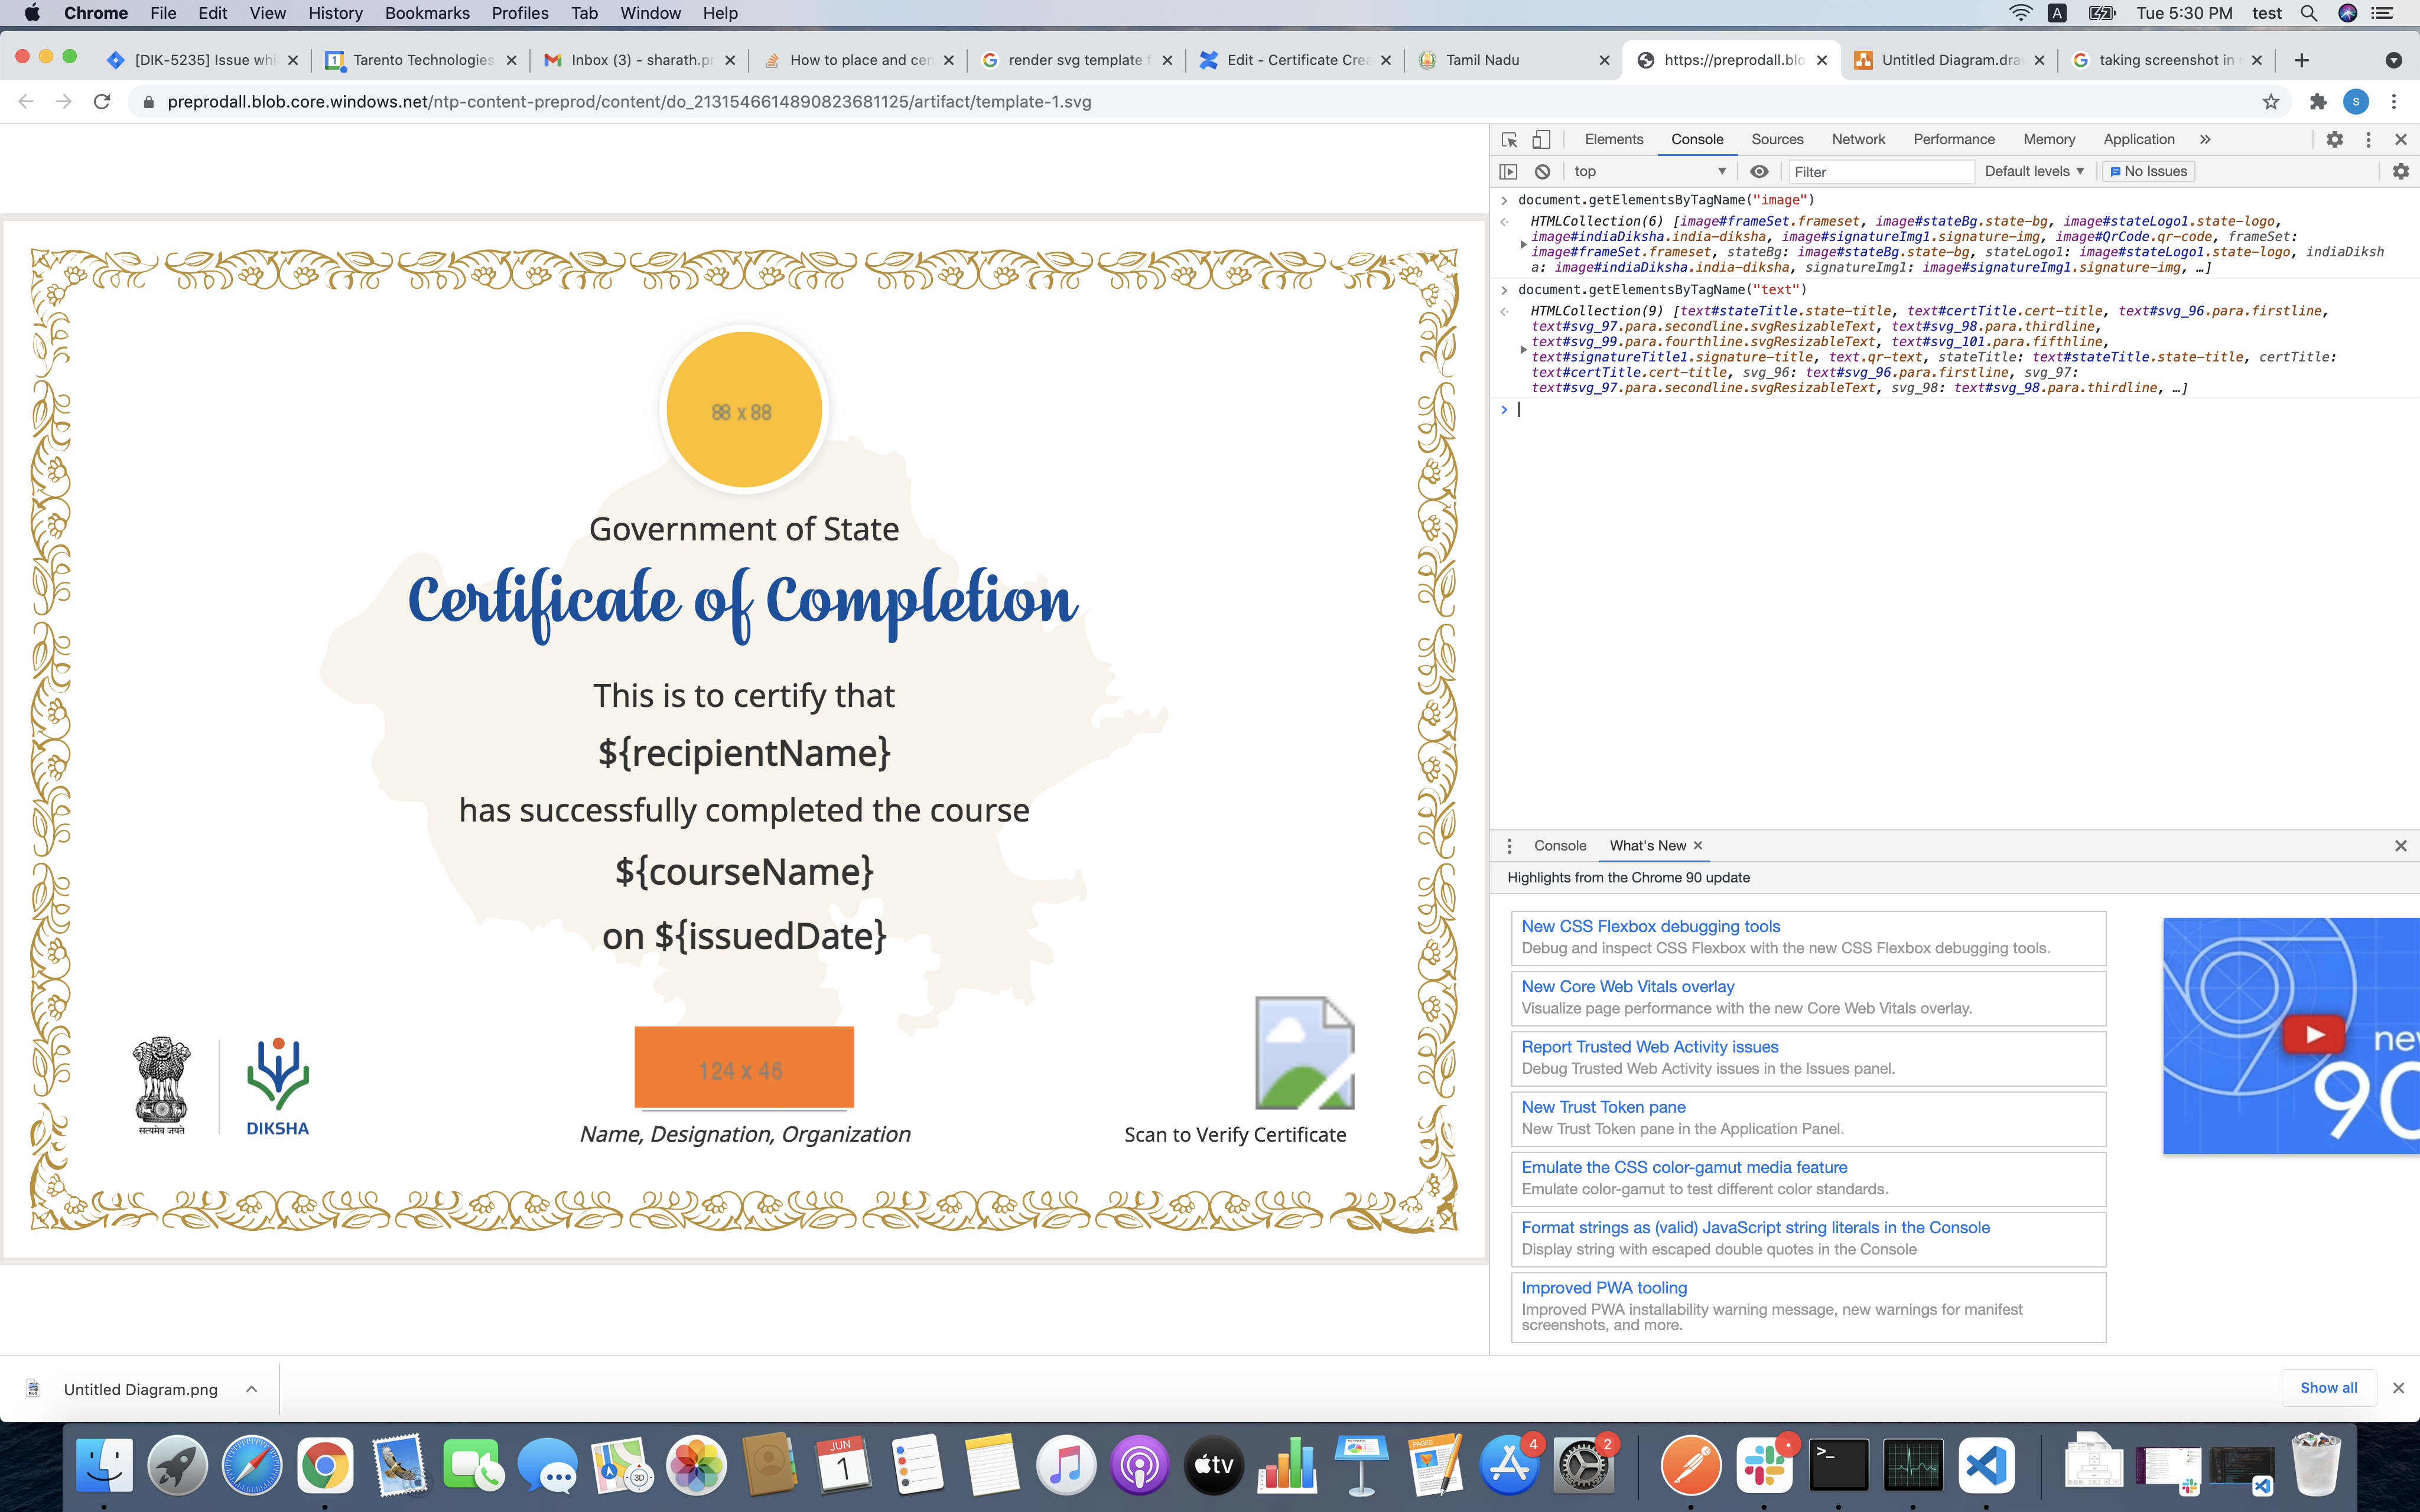 Chrome File Edit View History Bookmarks Profiles Tab Window Help
A Tue 5:30 PM test
[DIK-5235] Issue whi
1 Tarento Technologies
Inbox (3) - sharath.pr
How to place and cen
render svg template f
Edit - Certificate Crea
Tamil Nadu
https://preprodall.blo
Untitled Diagram.draw
taking screenshot in
preprodall.blob.core.windows.net/ntp-content-preprod/content/do_2131546614890823681125/artifact/template-1.svg
s
88 x 88
Government of State
Certificate of Completion
This is to certify that
${recipientName}
has successfully completed the course
${courseName}
on ${issuedDate}
124 x 46
सत्यमेव जयते
DIKSHA
Name, Designation, Organization
Scan to Verify Certificate
Elements Console Sources Network Performance Memory Application
top Filter Default levels No Issues
document.getElementsByTagName("image")
HTMLCollection(6) [image#frameSet.frameset, image#stateBg.state-bg, image#stateLogo1.state-logo,
image#indiaDiksha.india-diksha, image#signatureImg1.signature-img, image#QrCode.qr-code, frameSet:
image#frameSet.frameset, stateBg: image#stateBg.state-bg, stateLogo1: image#stateLogo1.state-logo, indiaDiksh
a: image#indiaDiksha.india-diksha, signatureImg1: image#signatureImg1.signature-img, …]
document.getElementsByTagName("text")
HTMLCollection(9) [text#stateTitle.state-title, text#certTitle.cert-title, text#svg_96.para.firstline,
text#svg_97.para.secondline.svgResizableText, text#svg_98.para.thirdline,
text#svg_99.para.fourthline.svgResizableText, text#svg_101.para.fifthline,
text#signatureTitle1.signature-title, text.qr-text, stateTitle: text#stateTitle.state-title, certTitle:
text#certTitle.cert-title, svg_96: text#svg_96.para.firstline, svg_97:
text#svg_97.para.secondline.svgResizableText, svg_98: text#svg_98.para.thirdline, …]
Console What's New
Highlights from the Chrome 90 update
New CSS Flexbox debugging tools
Debug and inspect CSS Flexbox with the new CSS Flexbox debugging tools.
New Core Web Vitals overlay
Visualize page performance with the new Core Web Vitals overlay.
Report Trusted Web Activity issues
Debug Trusted Web Activity issues in the Issues panel.
New Trust Token pane
New Trust Token pane in the Application Panel.
Emulate the CSS color-gamut media feature
Emulate color-gamut to test different color standards.
Format strings as (valid) JavaScript string literals in the Console
Display string with escaped double quotes in the Console
Improved PWA tooling
Improved PWA installability warning message, new warnings for manifest
screenshots, and more.
new
90
Untitled Diagram.png
Show all
JUN
1
3D
tv
PAGES
4
2
>_